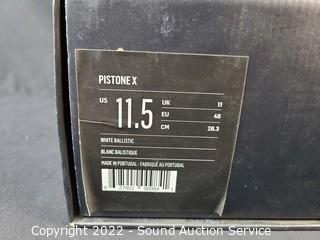 PISTONE X
US 11.5 UK 11
EU 46
CM 28.3
WHITE BALLISTIC
BLANC BALISTIQUE
MADE IN PORTUGAL - FABRIQUÉ AU PORTUGAL
Copyright 2022 - Sound Auction Service